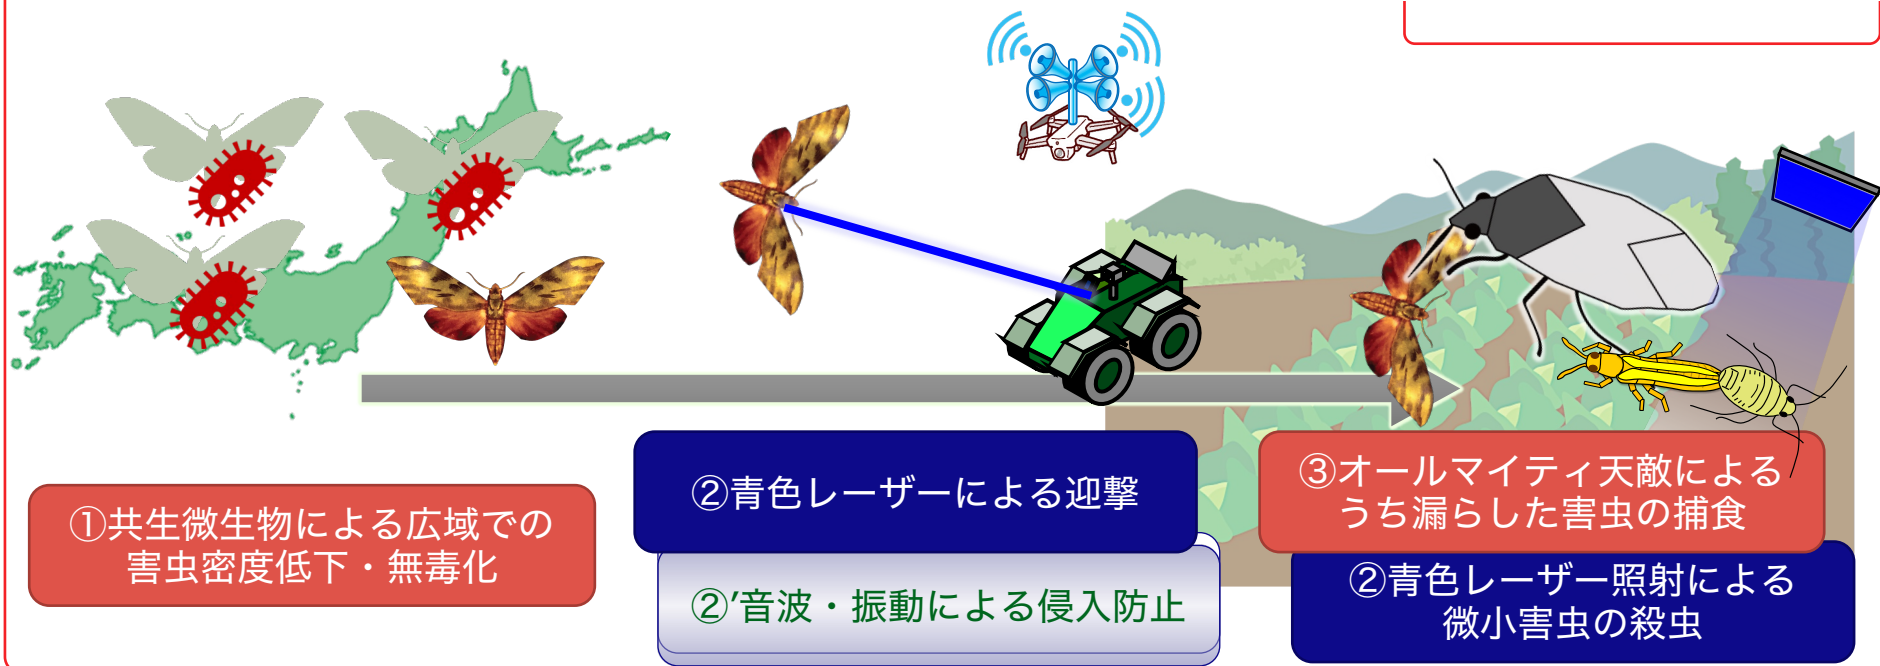 ①共生微生物による広域での
害虫密度低下・無毒化
②青色レーザーによる迎撃
②′音波・振動による侵入防止
③オールマイティ天敵による
うち漏らした害虫の捕食
②青色レーザー照射による
微小害虫の殺虫